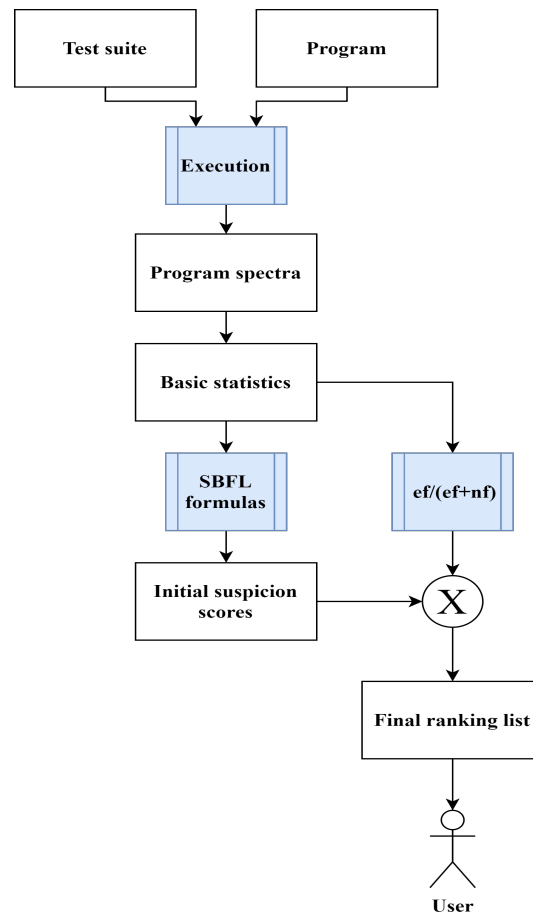 Test suite
Program
Execution
Program spectra
Basic statistics
SBFL
formulas
ef/(ef+nf)
Initial suspicion
scores
X
Final ranking list
User